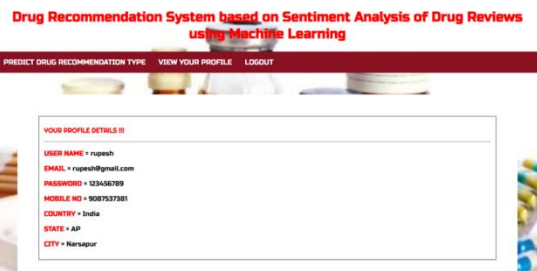 Drug Recommendation System based on Sentiment Analysis of Drug Reviews
using Machine Learning
PREDICT DRUG RECOMMENDATION TYPE VIEW YOUR PROFILE LOGOUT
YOUR PROFILE DETAILS !!!
USER NAME = rupesh
EMAIL = rupesh@gmail.com
PASSWORD = 123456789
MOBILE NO = 9087537381
COUNTRY = India
STATE = AP
CITY = Narsapur